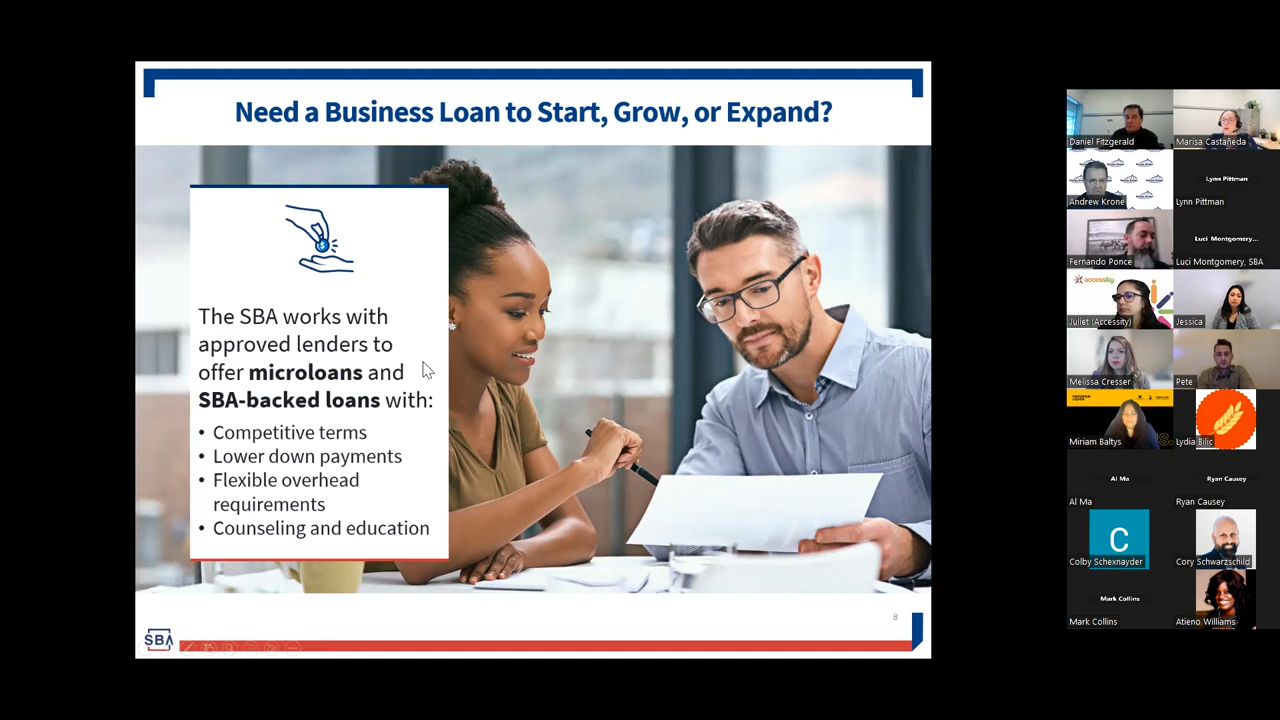 Need a Business Loan to Start, Grow, or Expand?
The SBA works with
approved lenders to
offer microloans and
SBA-backed loans with:
• Competitive terms
• Lower down payments
• Flexible overhead
requirements
• Counseling and education
8
SBA
Daniel Fitzgerald
Marisa Castañeda
Andrew Krone
Lynn Pittman
Lynn Pittman
Fernando Ponce
Luci Montgomery...
Luci Montgomery, SBA
accessity
Juliet (Accessity)
Jessica
Melissa Cresser
Pete
Miriam Baltys
Lydia Bilic
Al Ma
Al Ma
Ryan Causey
Ryan Causey
C
Colby Schexnayder
Cory Schwarzschild
Mark Collins
Mark Collins
Atieno Williams